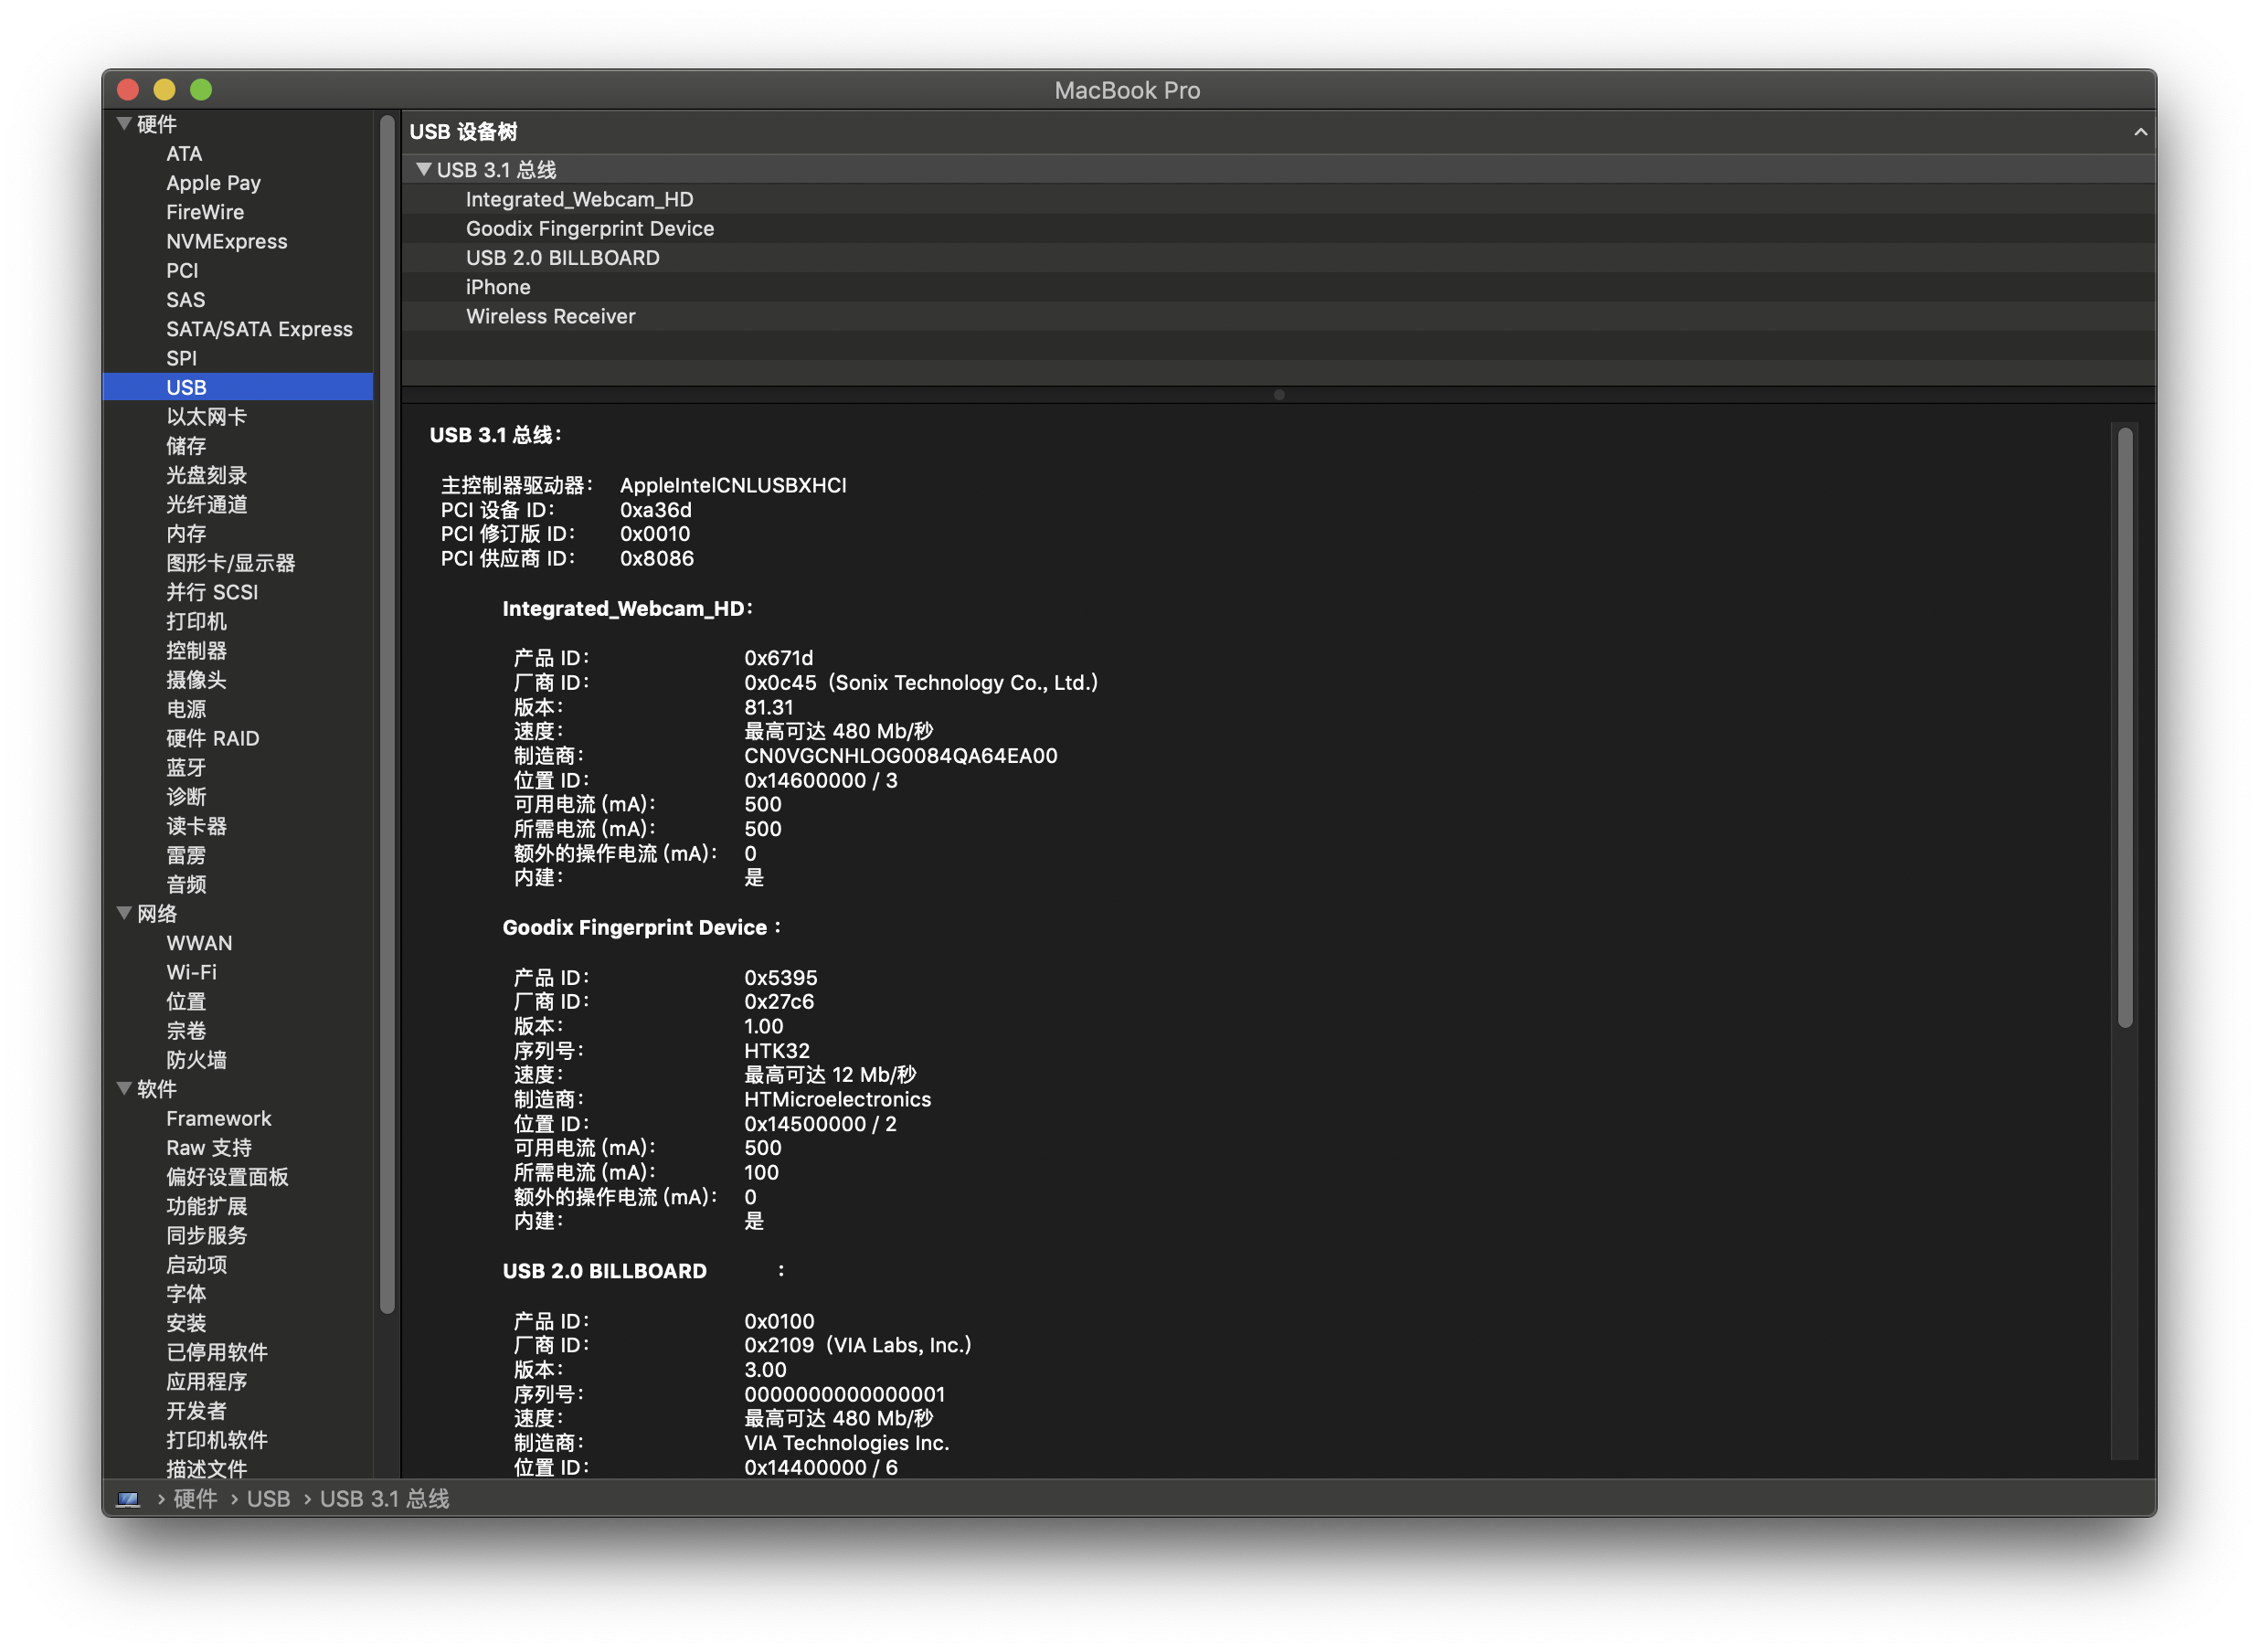 MacBook Pro
硬件
ATA
Apple Pay
FireWire
NVMExpress
PCI
SAS
SATA/SATA Express
SPI
USB
以太网卡
储存
光盘刻录
光纤通道
内存
图形卡/显示器
并行 SCSI
打印机
控制器
摄像头
电源
硬件 RAID
蓝牙
诊断
读卡器
雷雳
音频
网络
WWAN
Wi-Fi
位置
宗卷
防火墙
软件
Framework
Raw 支持
偏好设置面板
功能扩展
同步服务
启动项
字体
安装
已停用软件
应用程序
开发者
打印机软件
描述文件
USB 设备树
USB 3.1 总线
Integrated_Webcam_HD
Goodix Fingerprint Device
USB 2.0 BILLBOARD
iPhone
Wireless Receiver
USB 3.1 总线：
主控制器驱动器： AppleIntelCNLUSBXHCI
PCI 设备 ID： 0xa36d
PCI 修订版 ID： 0x0010
PCI 供应商 ID： 0x8086
Integrated_Webcam_HD：
产品 ID： 0x671d
厂商 ID： 0x0c45（Sonix Technology Co., Ltd.）
版本： 81.31
速度： 最高可达 480 Mb/秒
制造商： CN0VGCNHLOG0084QA64EA00
位置 ID： 0x14600000 / 3
可用电流 (mA)： 500
所需电流 (mA)： 500
额外的操作电流 (mA)： 0
内建： 是
Goodix Fingerprint Device ：
产品 ID： 0x5395
厂商 ID： 0x27c6
版本： 1.00
序列号： HTK32
速度： 最高可达 12 Mb/秒
制造商： HTMicroelectronics
位置 ID： 0x14500000 / 2
可用电流 (mA)： 500
所需电流 (mA)： 100
额外的操作电流 (mA)： 0
内建： 是
USB 2.0 BILLBOARD ：
产品 ID： 0x0100
厂商 ID： 0x2109（VIA Labs, Inc.）
版本： 3.00
序列号： 0000000000000001
速度： 最高可达 480 Mb/秒
制造商： VIA Technologies Inc.
位置 ID： 0x14400000 / 6
› 硬件 › USB › USB 3.1 总线